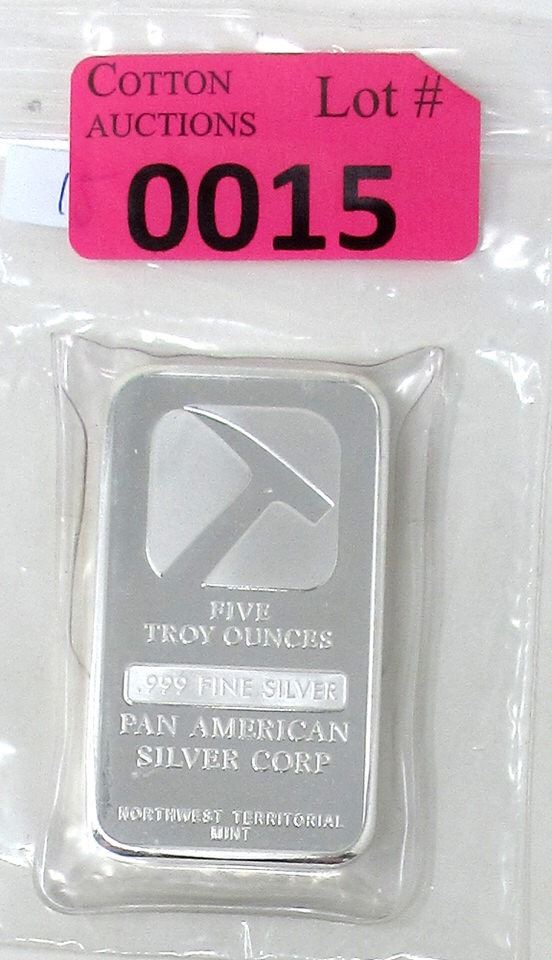 COTTON
AUCTIONS
Lot #
0015
FIVE
TROY OUNCES
.999 FINE SILVER
PAN AMERICAN
SILVER CORP
NORTHWEST TERRITORIAL
MINT